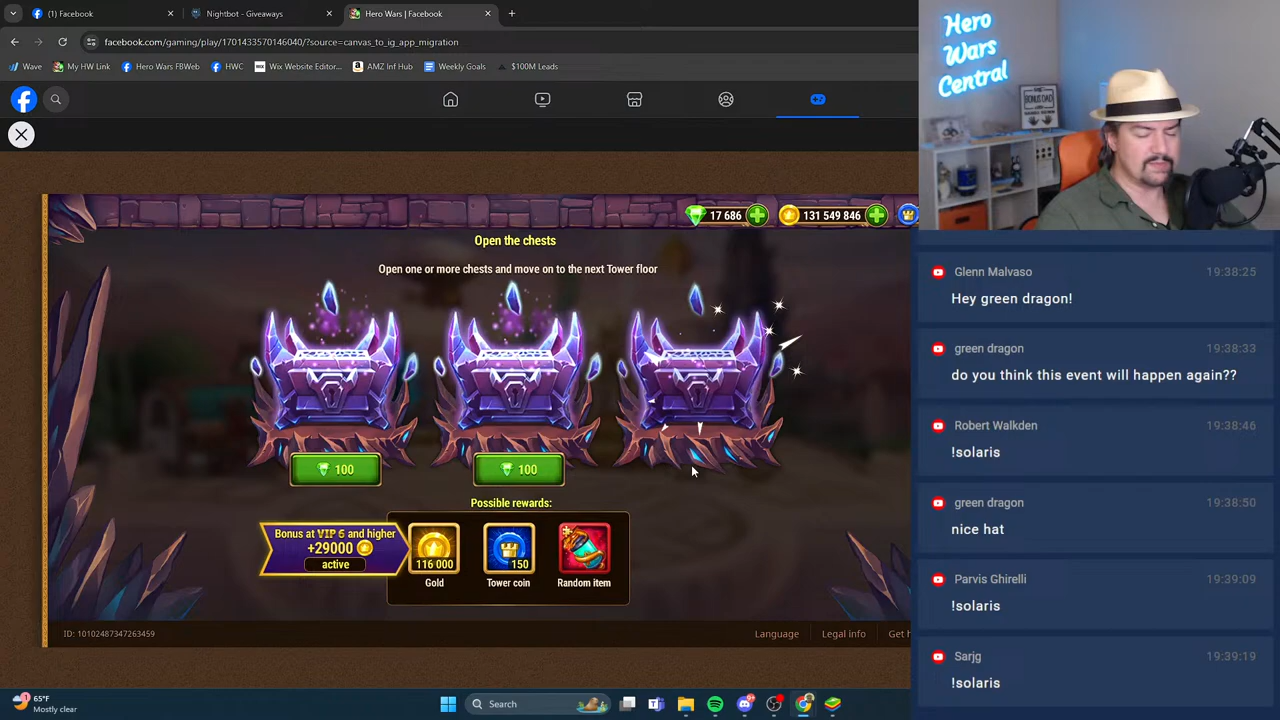 (1) Facebook
Nightbot - Giveaways
Hero Wars | Facebook
facebook.com/gaming/play/1701433570146040/?source=canvas_to_ig_app_migration
Wave
My HW Link
Hero Wars FBWeb
HWC
Wix Website Editor...
AMZ Inf Hub
Weekly Goals
$100M Leads
17 686
131 549 846
Open the chests
Open one or more chests and move on to the next Tower floor
100
100
Possible rewards:
Bonus at VIP 6 and higher
+29000
active
116 000
150
Gold
Tower coin
Random item
ID: 10102487347263459
Language
Legal info
Get h
65°F
Mostly clear
Search
Hero
Wars
Central
BONUS
DAD
Glenn Malvaso
19:38:25
Hey green dragon!
green dragon
19:38:33
do you think this event will happen again??
Robert Walkden
19:38:46
!solaris
green dragon
19:38:50
nice hat
Parvis Ghirelli
19:39:09
!solaris
Sarjg
19:39:19
!solaris